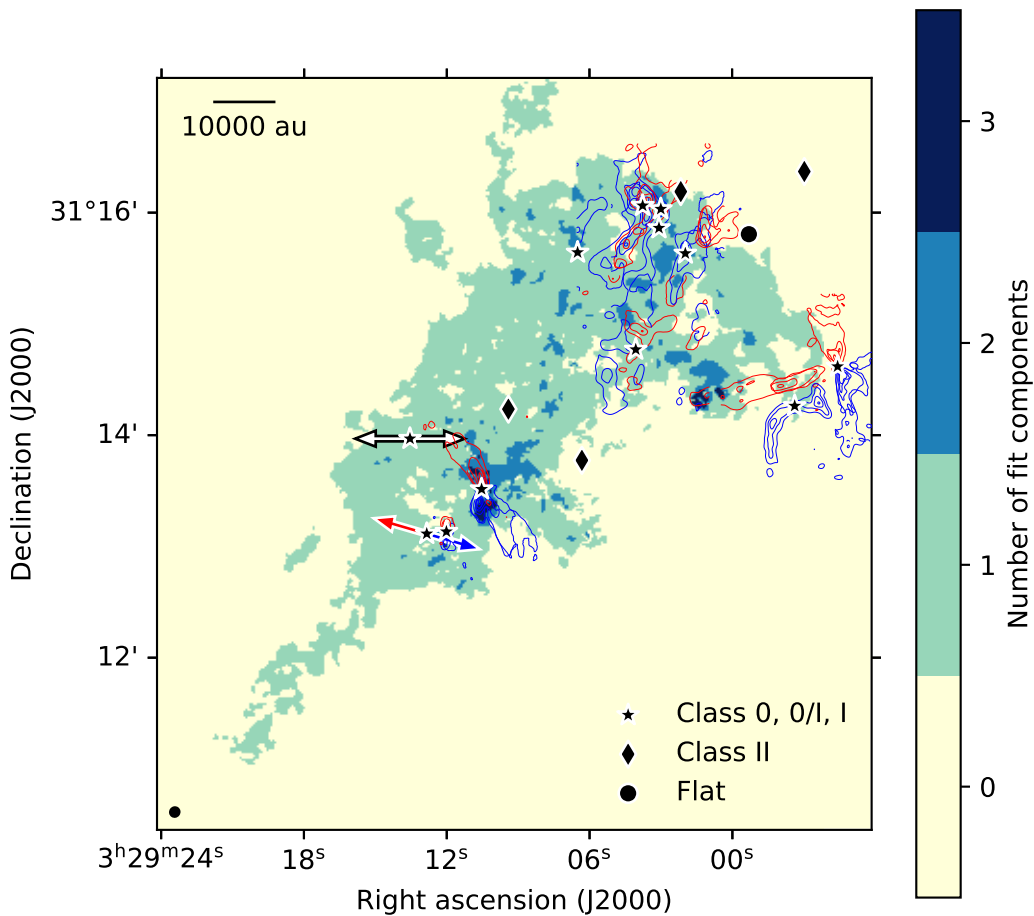 10000 au
31°16'
14'
12'
Declination (J2000)
3ʰ29ᵐ24ˢ
18ˢ
12ˢ
06ˢ
00ˢ
Right ascension (J2000)
Class 0, 0/I, I
Class II
Flat
3
2
1
0
Number of fit components